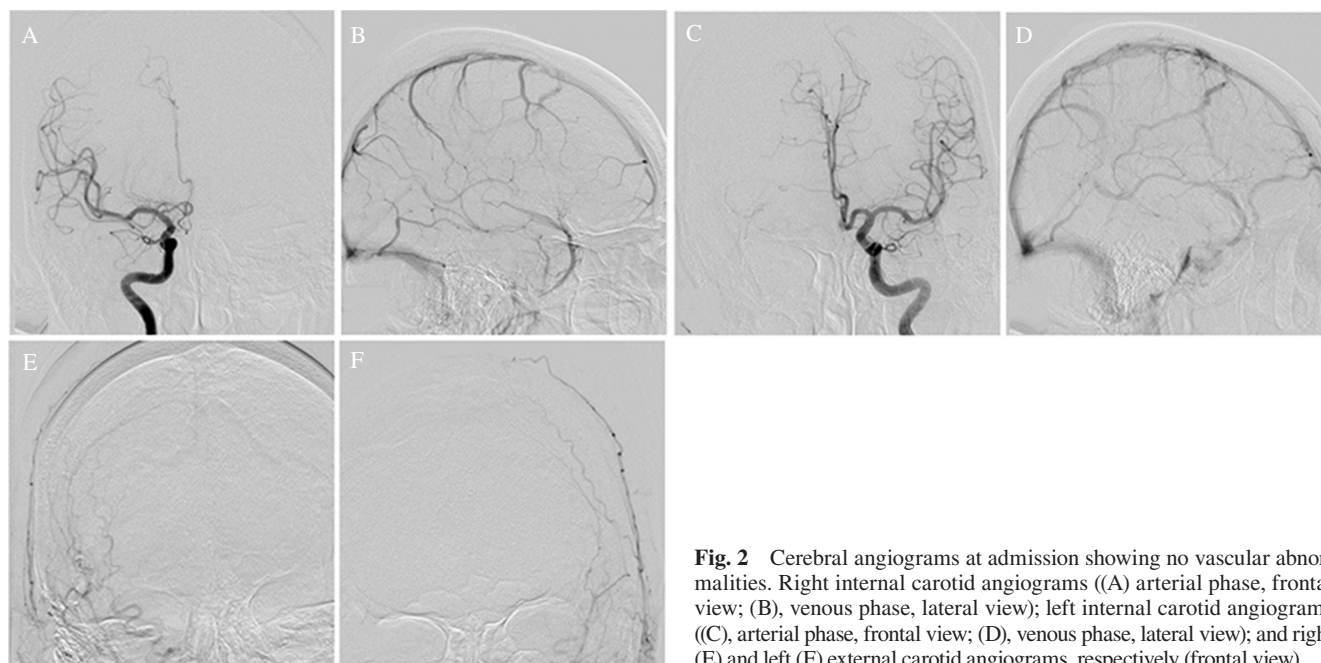 A
B
C
D
E
F
Fig. 2 Cerebral angiograms at admission showing no vascular abnor
malities. Right internal carotid angiograms ((A) arterial phase, fronta
view; (B), venous phase, lateral view); left internal carotid angiogram
((C), arterial phase, frontal view; (D), venous phase, lateral view); and righ
(E) and left (F) external carotid angiograms, respectively (frontal view)